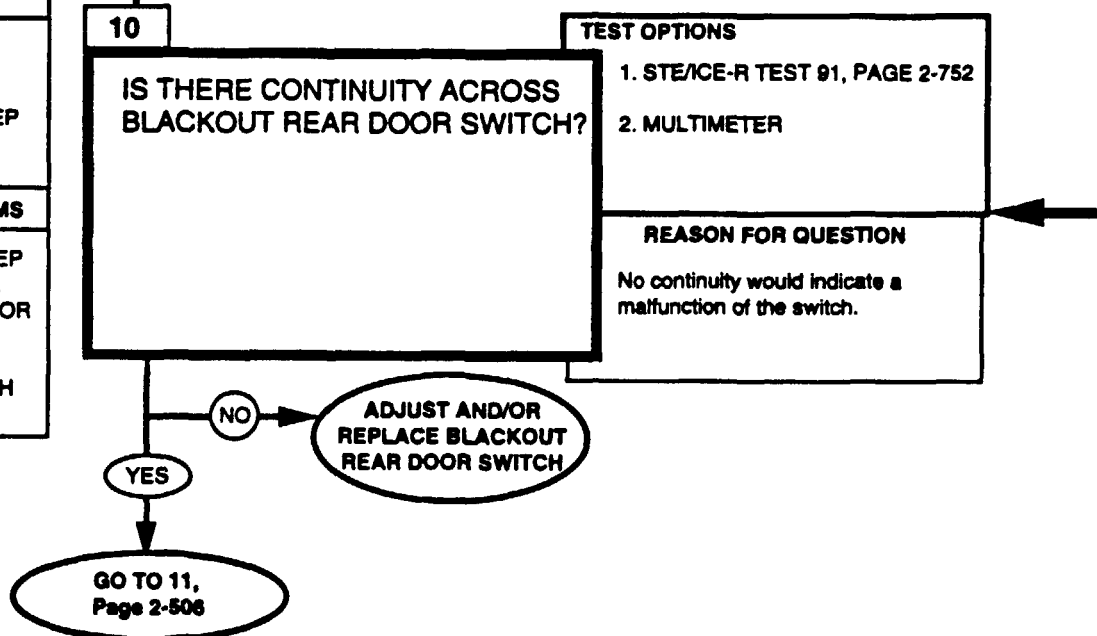 EP
MS
EP
OR
H
10
IS THERE CONTINUITY ACROSS
BLACKOUT REAR DOOR SWITCH?
TEST OPTIONS
1. STE/ICE-R TEST 91, PAGE 2-752
2. MULTIMETER
REASON FOR QUESTION
No continuity would indicate a
malfunction of the switch.
NO
ADJUST AND/OR
REPLACE BLACKOUT
REAR DOOR SWITCH
YES
GO TO 11,
Page 2-506